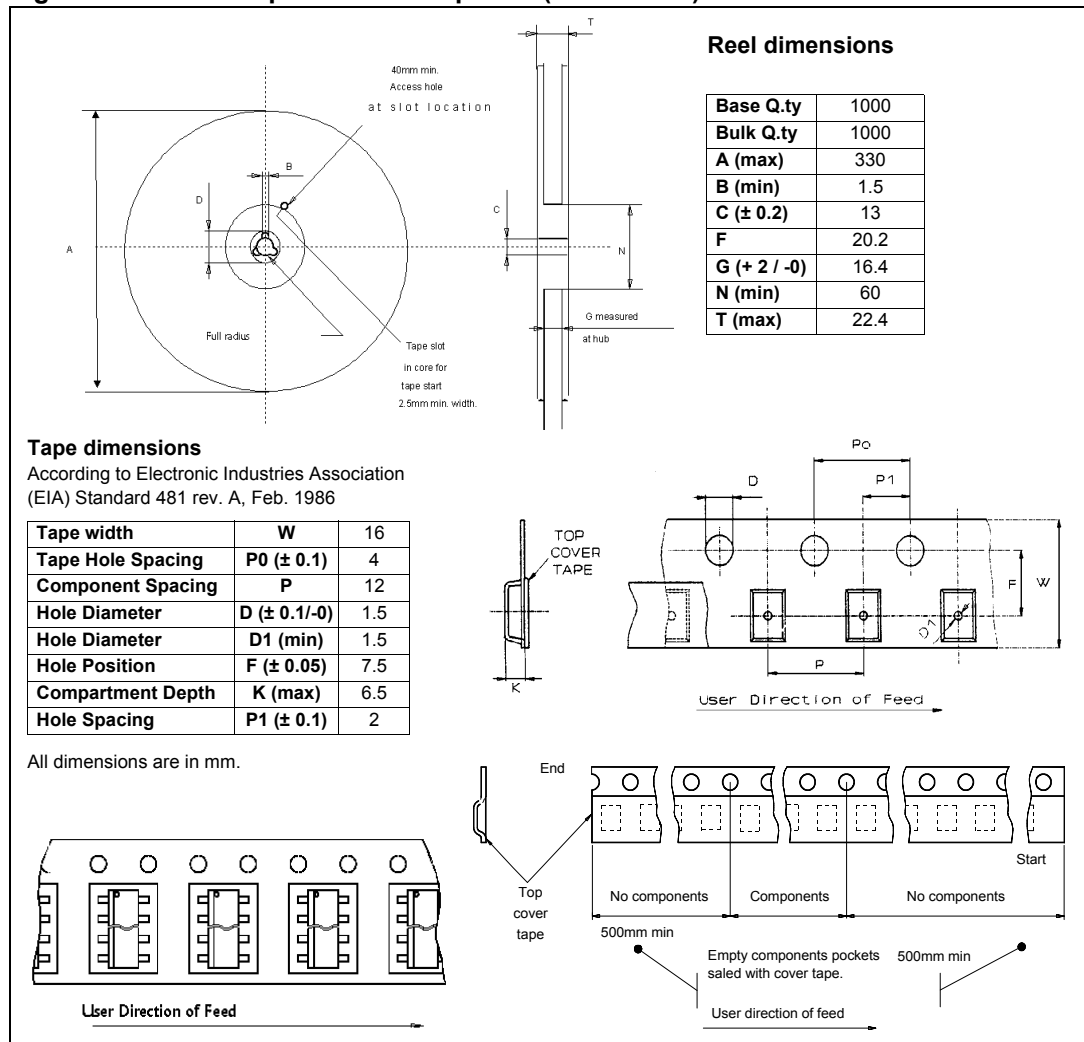 T
Reel dimensions
40mm min.
Access hole
at slot location
Base Q.ty 1000
Bulk Q.ty 1000
A (max) 330
B (min) 1.5
C (± 0.2) 13
F 20.2
G (+ 2 / -0) 16.4
N (min) 60
T (max) 22.4
B
D
C
A
N
G measured
at hub
Full radius
Tape slot
in core for
tape start
2.5mm min. width.
Tape dimensions
According to Electronic Industries Association
(EIA) Standard 481 rev. A, Feb. 1986
Tape width W 16
Tape Hole Spacing P0 (± 0.1) 4
Component Spacing P 12
Hole Diameter D (± 0.1/-0) 1.5
Hole Diameter D1 (min) 1.5
Hole Position F (± 0.05) 7.5
Compartment Depth K (max) 6.5
Hole Spacing P1 (± 0.1) 2
All dimensions are in mm.
Po
D
P1
TOP
COVER
TAPE
F
W
D1
K
P
User Direction of Feed
End
Start
Top
cover
tape
No components
Components
No components
500mm min
Empty components pockets
saled with cover tape.
500mm min
User direction of feed
User Direction of Feed